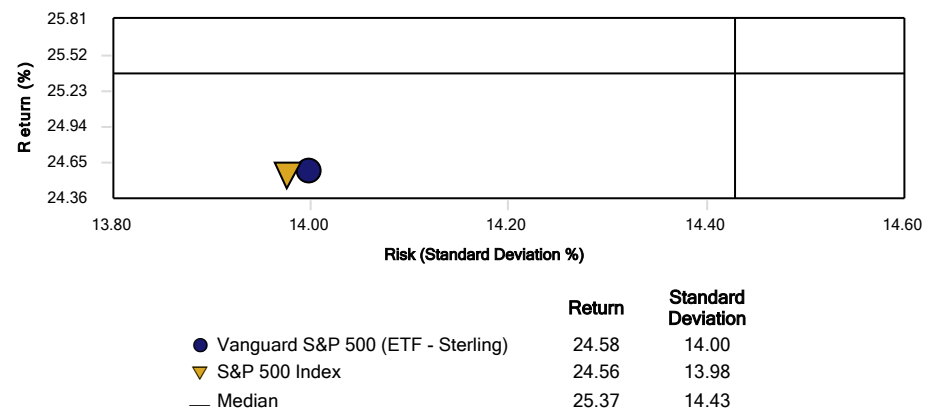 25.81
25.52
25.23
24.94
24.65
24.36
Return (%)
13.80 14.00 14.20 14.40 14.60
Risk (Standard Deviation %)
Return Standard Deviation
Vanguard S&P 500 (ETF - Sterling) 24.58 14.00
S&P 500 Index 24.56 13.98
Median 25.37 14.43